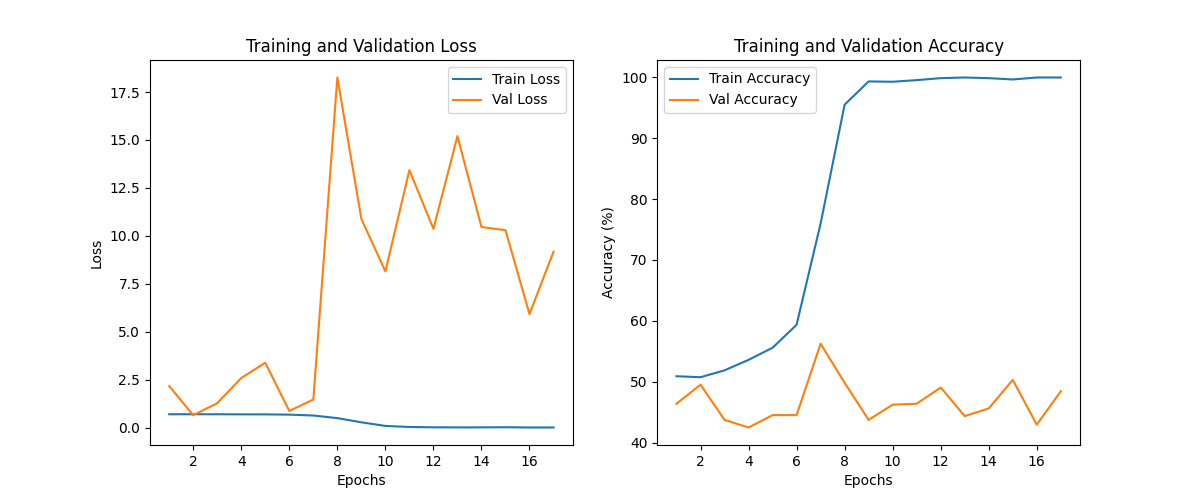 Training and Validation Loss
Train Loss
Val Loss
17.5
15.0
12.5
10.0
7.5
5.0
2.5
0.0
Loss
2 4 6 8 10 12 14 16
Epochs
Training and Validation Accuracy
Train Accuracy
Val Accuracy
100
90
80
70
60
50
40
Accuracy (%)
2 4 6 8 10 12 14 16
Epochs